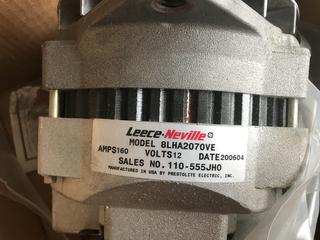 Leece-Neville
MODEL 8LHA2070VE
AMPS160 VOLTS12 DATE200604
SALES NO. 110-555JHO
MANUFACTURED IN USA BY PRESTOLITE ELECTRIC, INC.